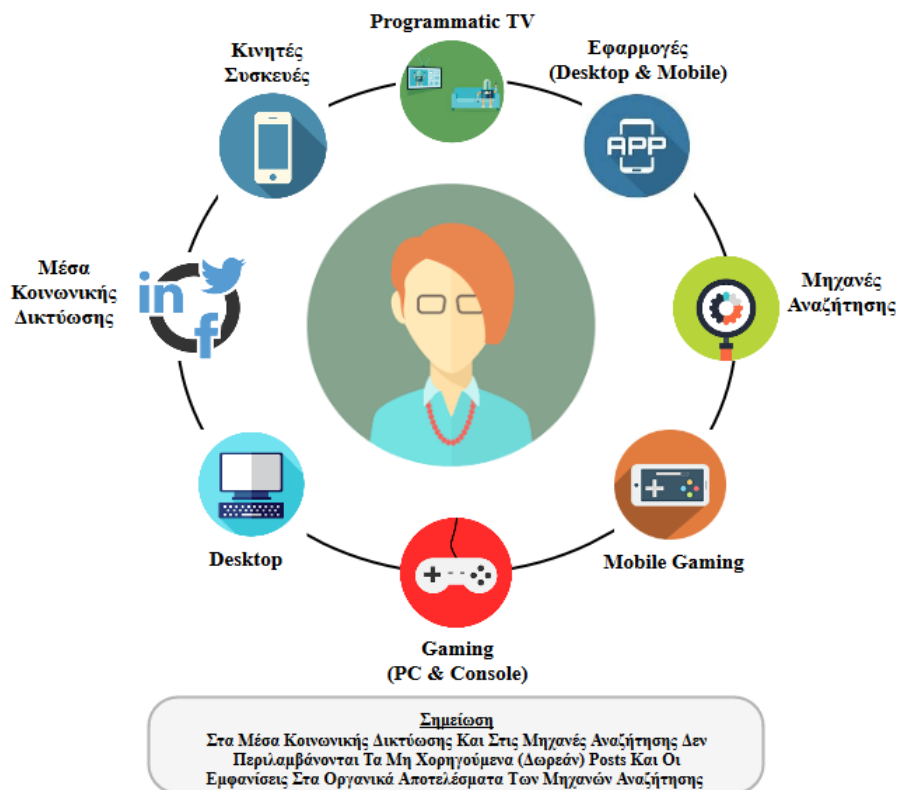 Programmatic TV
Κινητές
Συσκευές
Εφαρμογές
(Desktop & Mobile)
APP
Μέσα
Κοινωνικής
Δικτύωσης
in
f
Μηχανές
Αναζήτησης
Desktop
Mobile Gaming
Gaming
(PC & Console)
Σημείωση
Στα Μέσα Κοινωνικής Δικτύωσης Και Στις Μηχανές Αναζήτησης Δεν
Περιλαμβάνονται Τα Μη Χορηγούμενα (Δωρεάν) Posts Και Οι
Εμφανίσεις Στα Οργανικά Αποτελέσματα Των Μηχανών Αναζήτησης